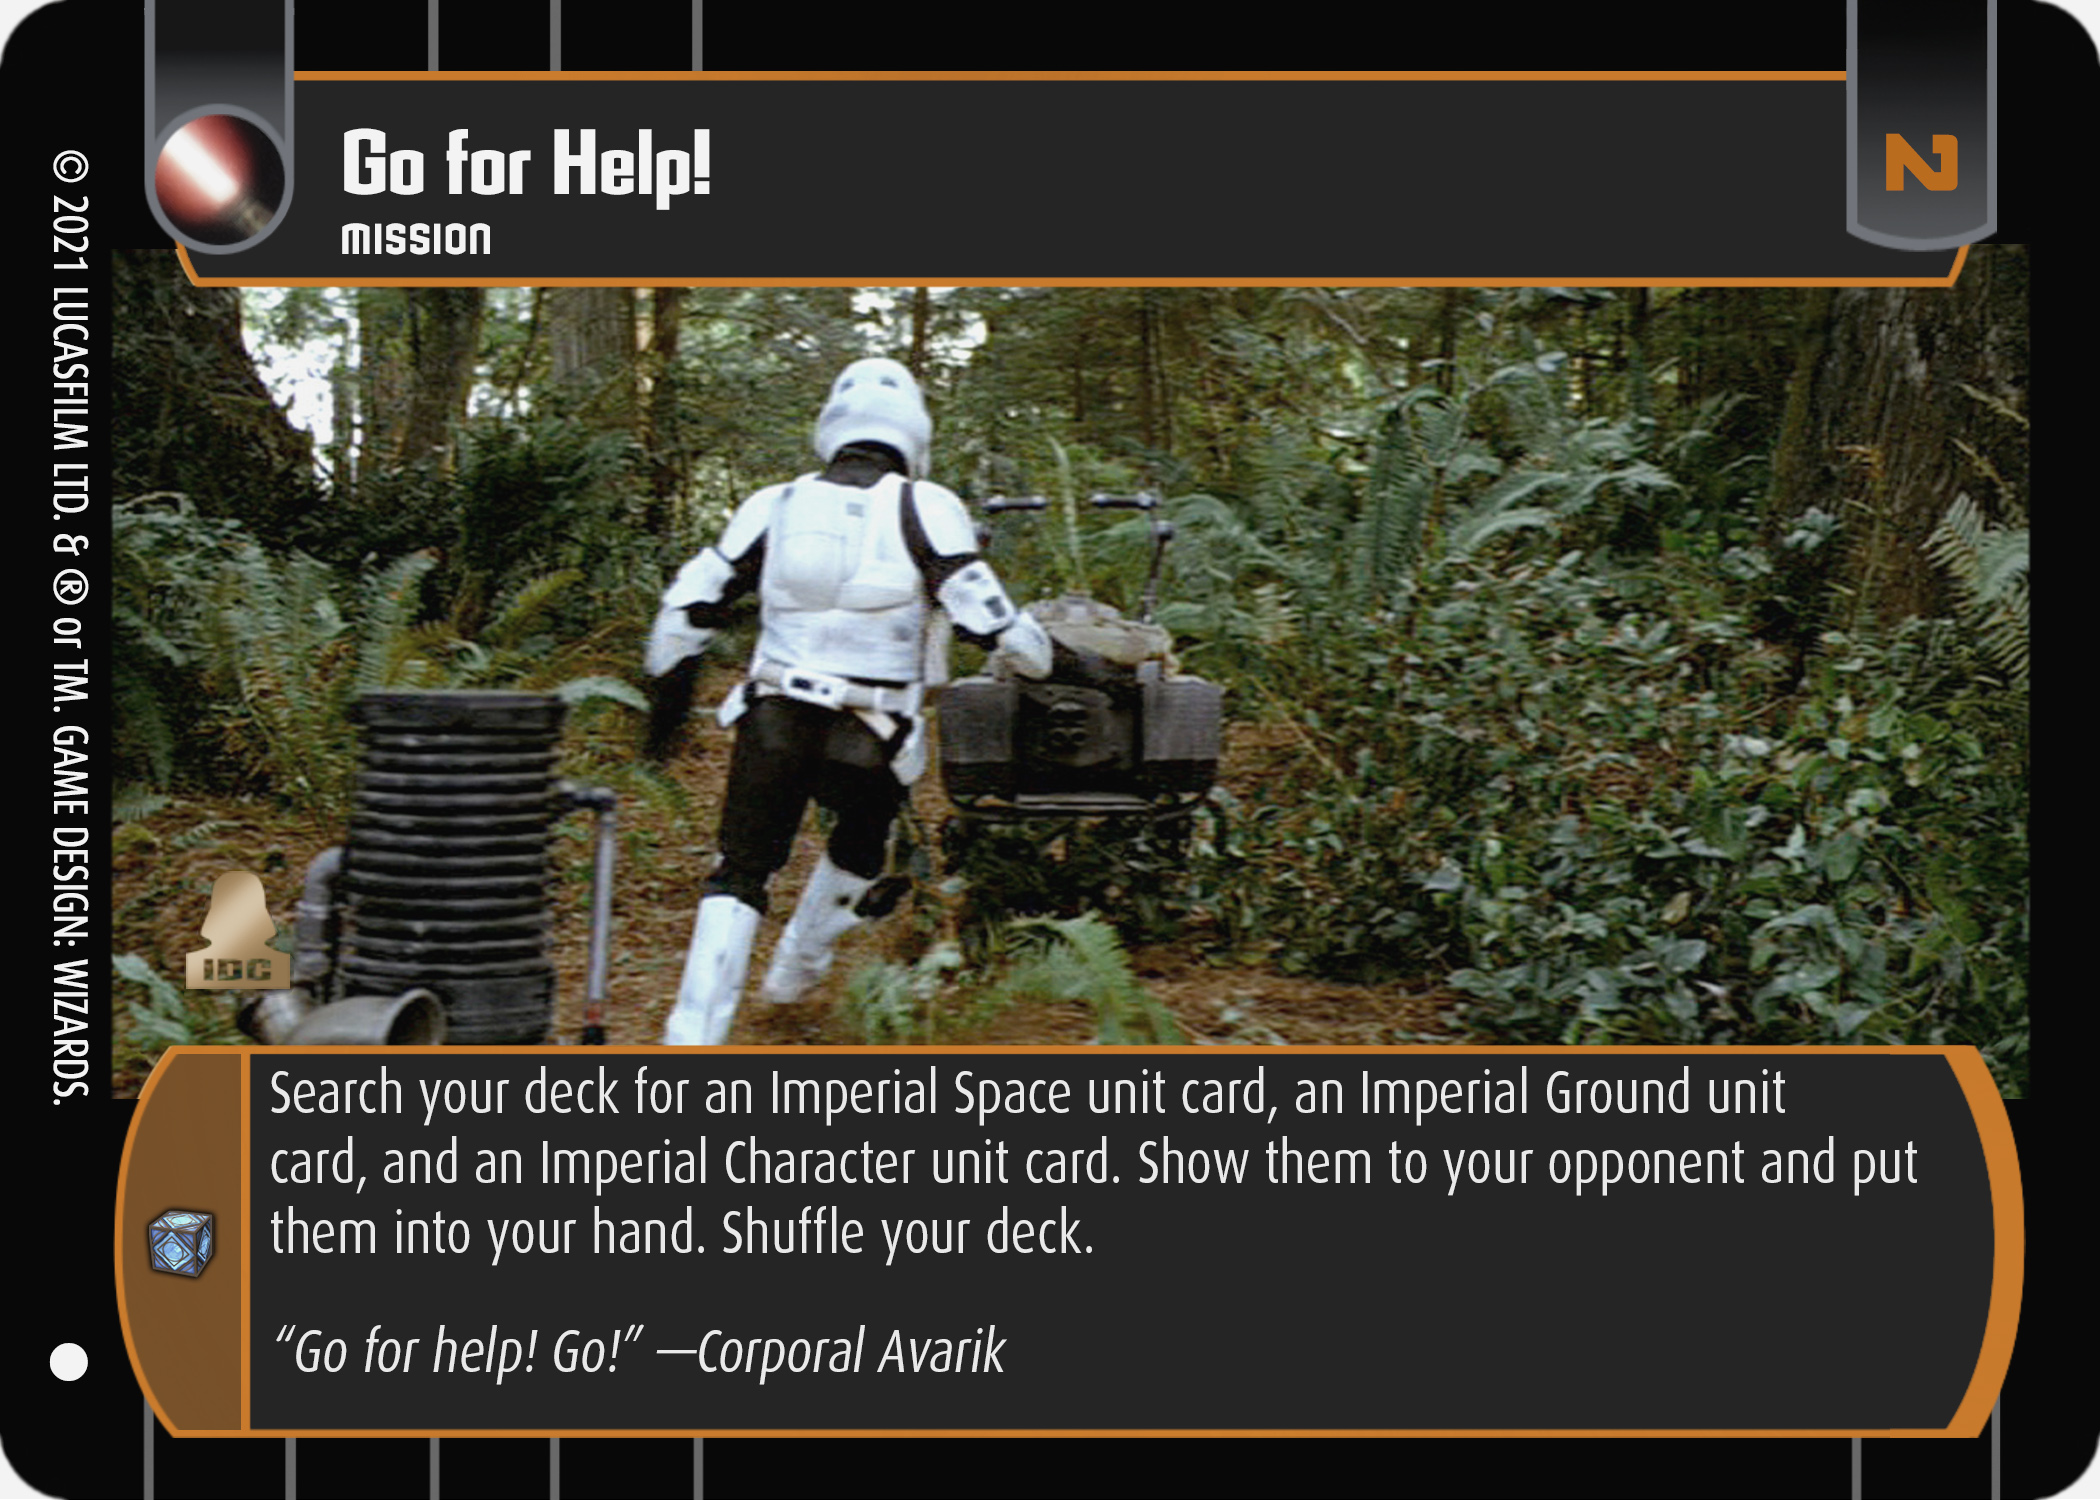 Go for Help!
MISSION
2
IDC
Search your deck for an Imperial Space unit card, an Imperial Ground unit
card, and an Imperial Character unit card. Show them to your opponent and put
them into your hand. Shuffle your deck.
“Go for help! Go!” —Corporal Avarik
© 2021 LUCASFILM LTD. & ® or TM. GAME DESIGN: WIZARDS.